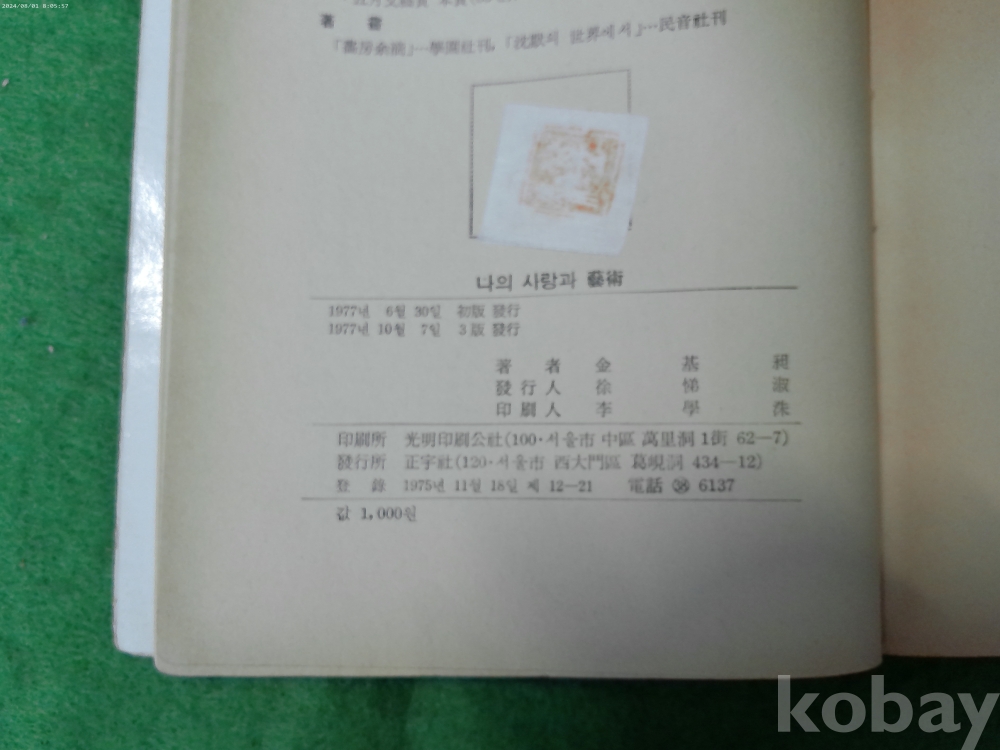 2024/08/01 8:05:57
著 書
「書房余滴」…學園社刊, 「沈默의 世界에서」…民音社刊
나의 사랑과 藝術
1977년 6월 30일 初版 發行
1977년 10월 7일 3版 發行
著者 金基昶
發行人 徐悌淑
印刷人 李學洙
印刷所 光明印刷公社(100·서울市 中區 萬里洞 1街 62—7)
發行所 正宇社(120·서울市 西大門區 葛峴洞 434—12)
登錄 1975년 11월 18일 제 12—21 電話 38 6137
값 1,000원
kobay